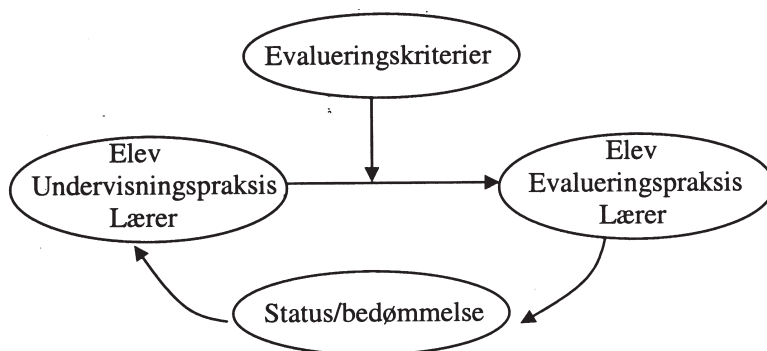 Evalueringskriterier
Elev
Undervisningspraksis
Lærer
Elev
Evalueringspraksis
Lærer
Status/bedømmelse